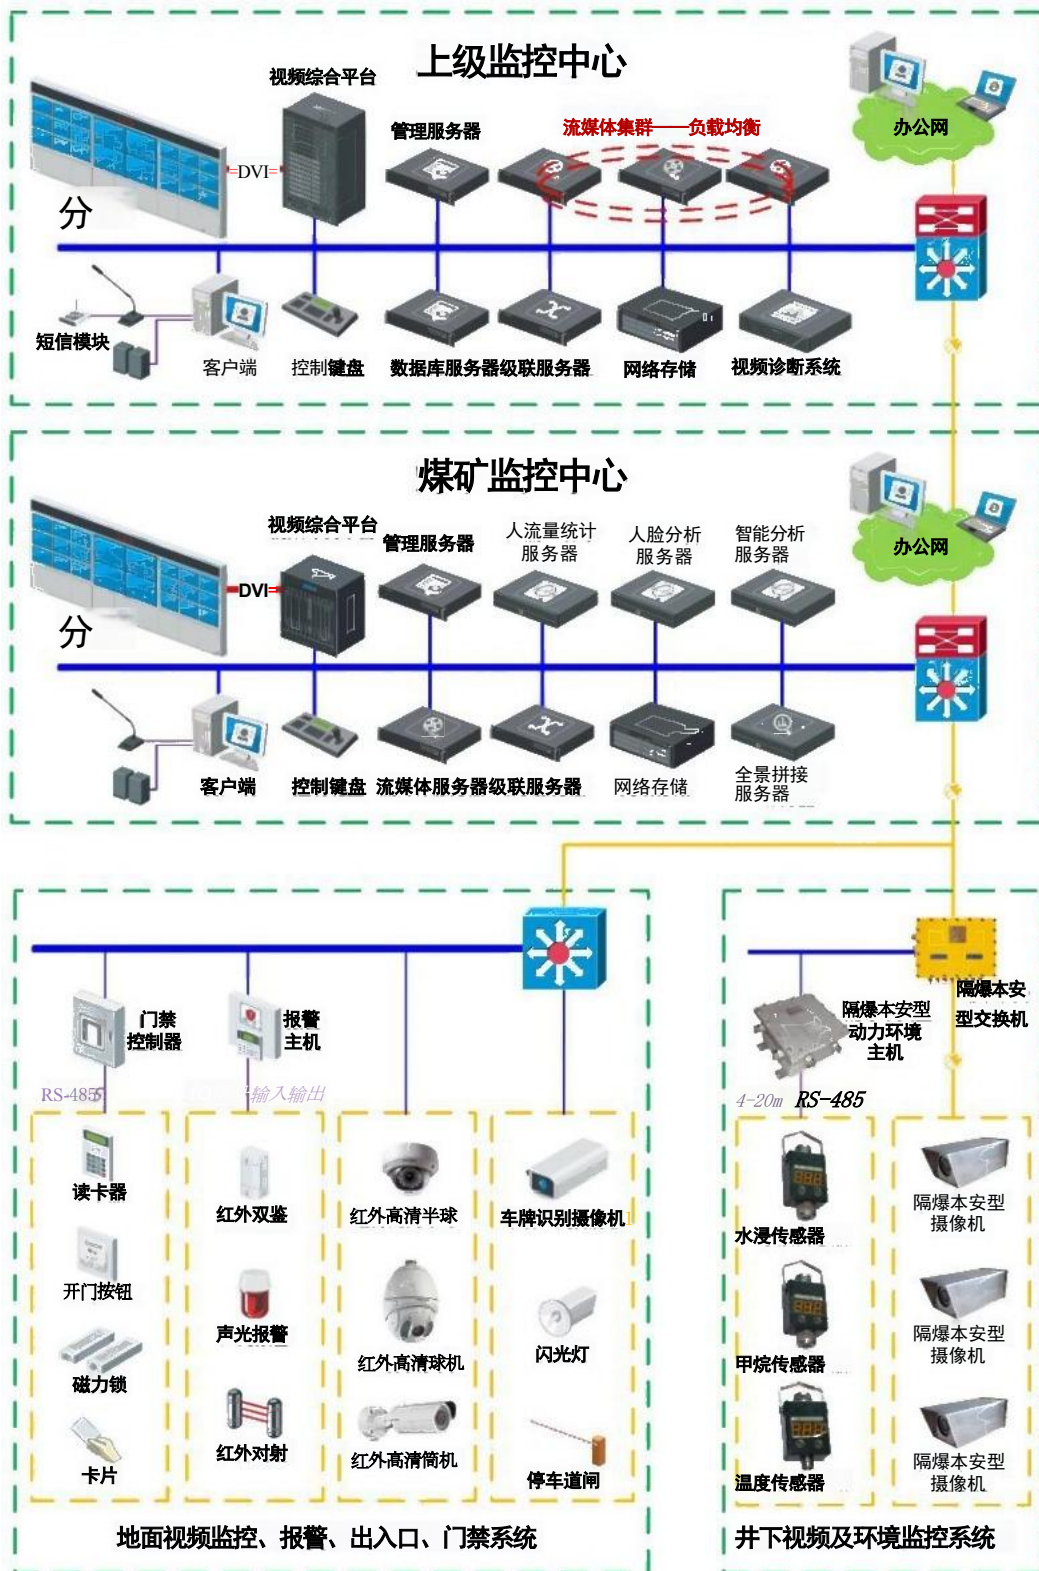 上级监控中心
视频综合平台
管理服务器
流媒体集群——负载均衡
办公网
=DVI=
分
短信模块
客户端
控制键盘
数据库服务器
级联服务器
网络存储
视频诊断系统
煤矿监控中心
视频综合平台
管理服务器
人流量统计
服务器
人脸分析
服务器
智能分析
服务器
办公网
=DVI=
分
客户端
控制键盘
流媒体服务器
级联服务器
网络存储
全景拼接
服务器
门禁
控制器
报警
主机
RS-485
输入输出
读卡器
开门按钮
磁力锁
卡片
红外双鉴
声光报警
红外对射
红外高清半球
红外高清球机
红外高清筒机
车牌识别摄像机
闪光灯
停车道闸
地面视频监控、报警、出入口、门禁系统
隔爆本安
型交换机
隔爆本安型
动力环境
主机
4-20m RS-485
水浸传感器
甲烷传感器
温度传感器
隔爆本安型
摄像机
隔爆本安型
摄像机
隔爆本安型
摄像机
井下视频及环境监控系统